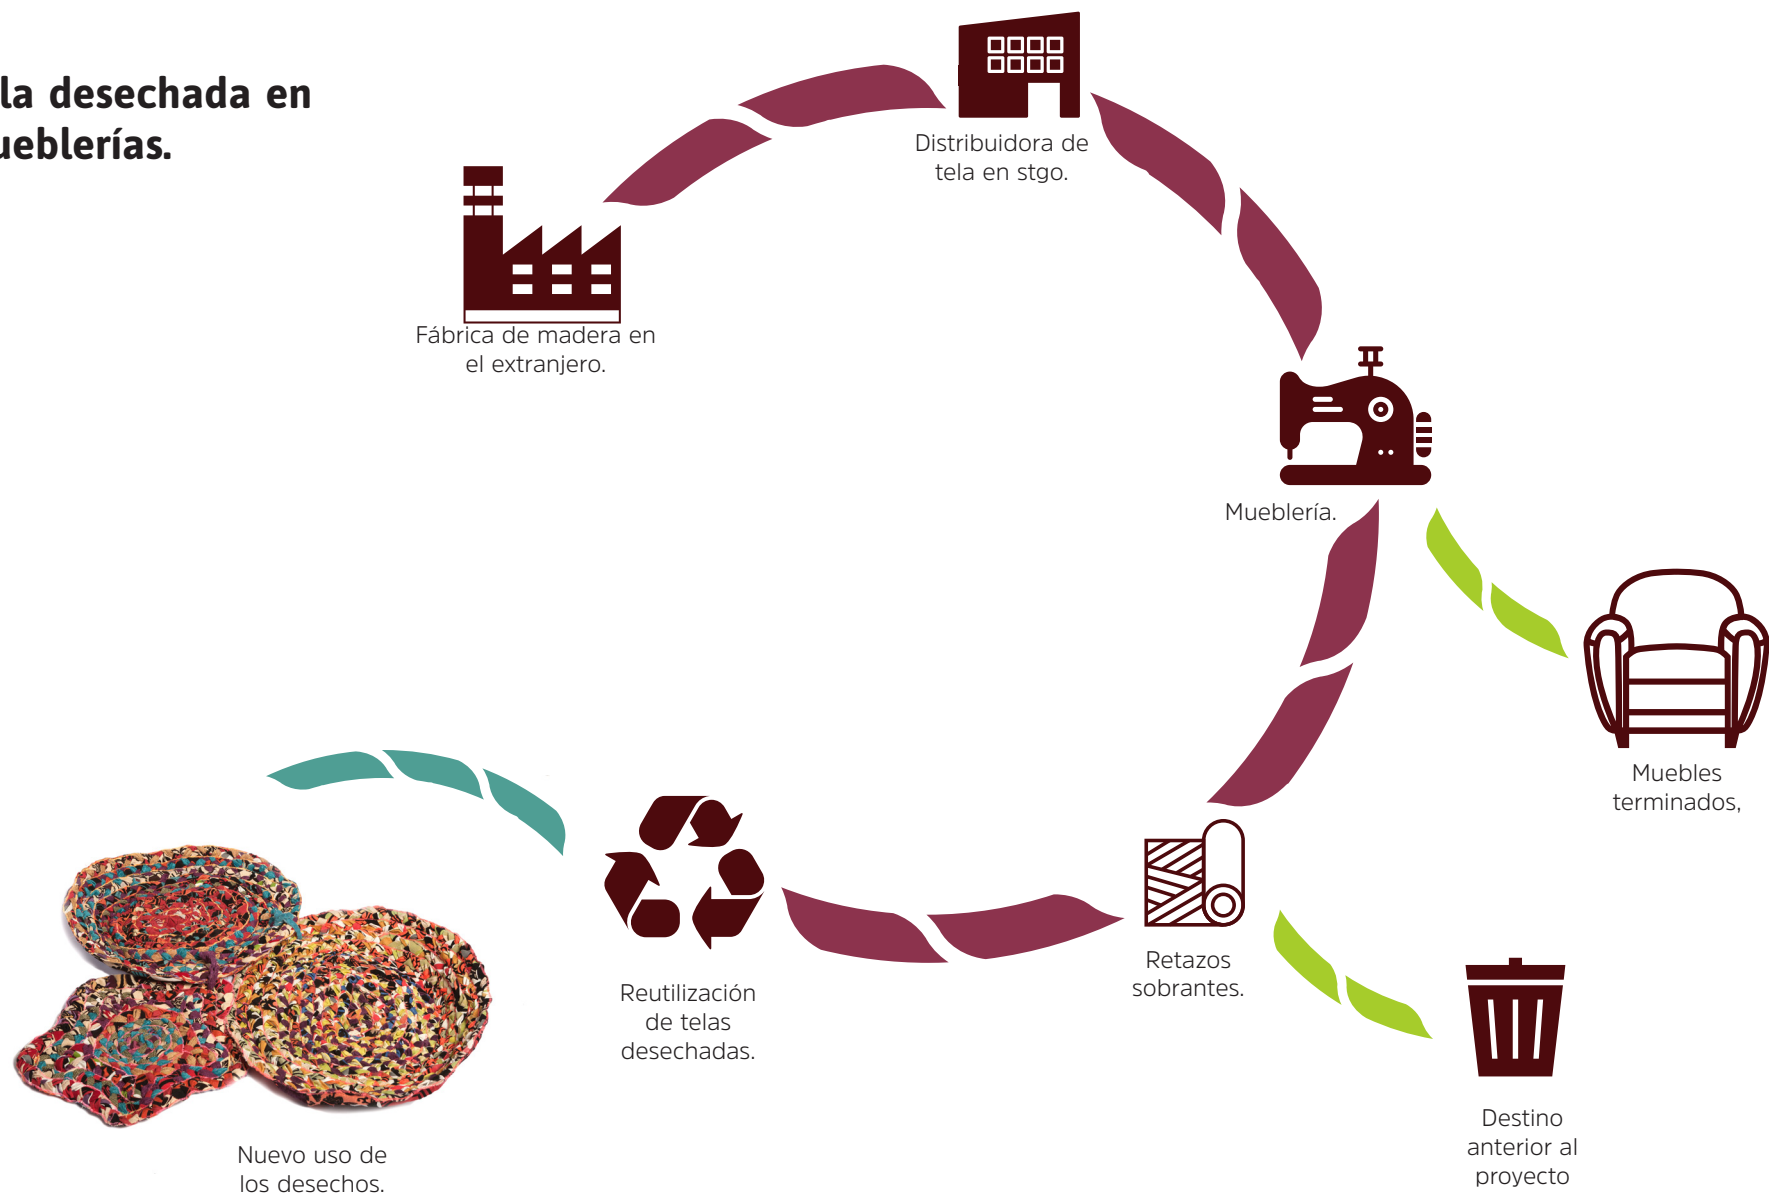 la desechada en
ueblerías.
Distribuidora de
tela en stgo.
Fábrica de madera en
el extranjero.
Mueblería.
Muebles
terminados,
Retazos
sobrantes.
Reutilización
de telas
desechadas.
Destino
anterior al
proyecto
Nuevo uso de
los desechos.